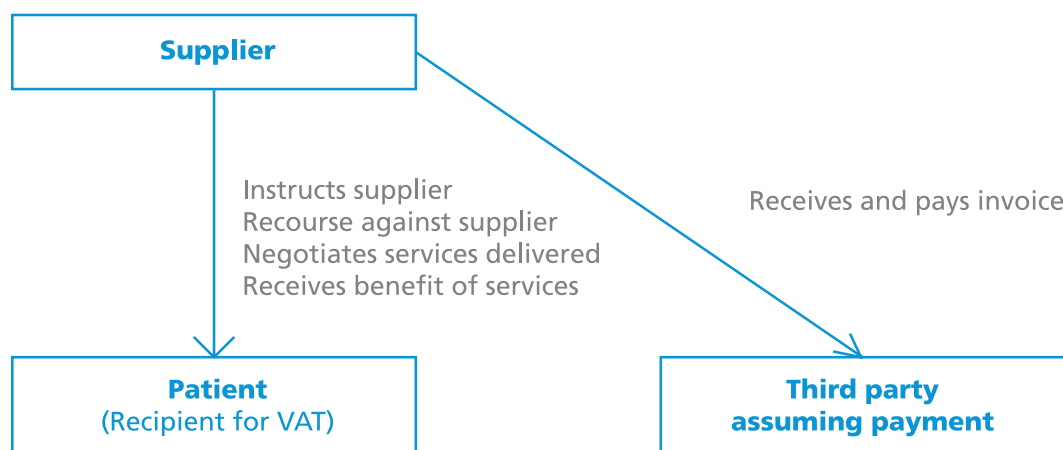 Supplier
Instructs supplier
Recourse against supplier
Negotiates services delivered
Receives benefit of services
Receives and pays invoice
Patient
(Recipient for VAT)
Third party
assuming payment